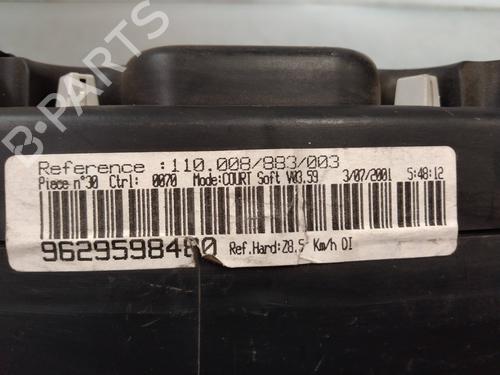 B-PARTS
Reference :110.008/883/003
Piece n°30 Ctrl: 0070 Mode:COURT Soft V03.59 3/07/2001 5:48:12
9629598480 Ref.Hard:Z8.5 Km/h DI